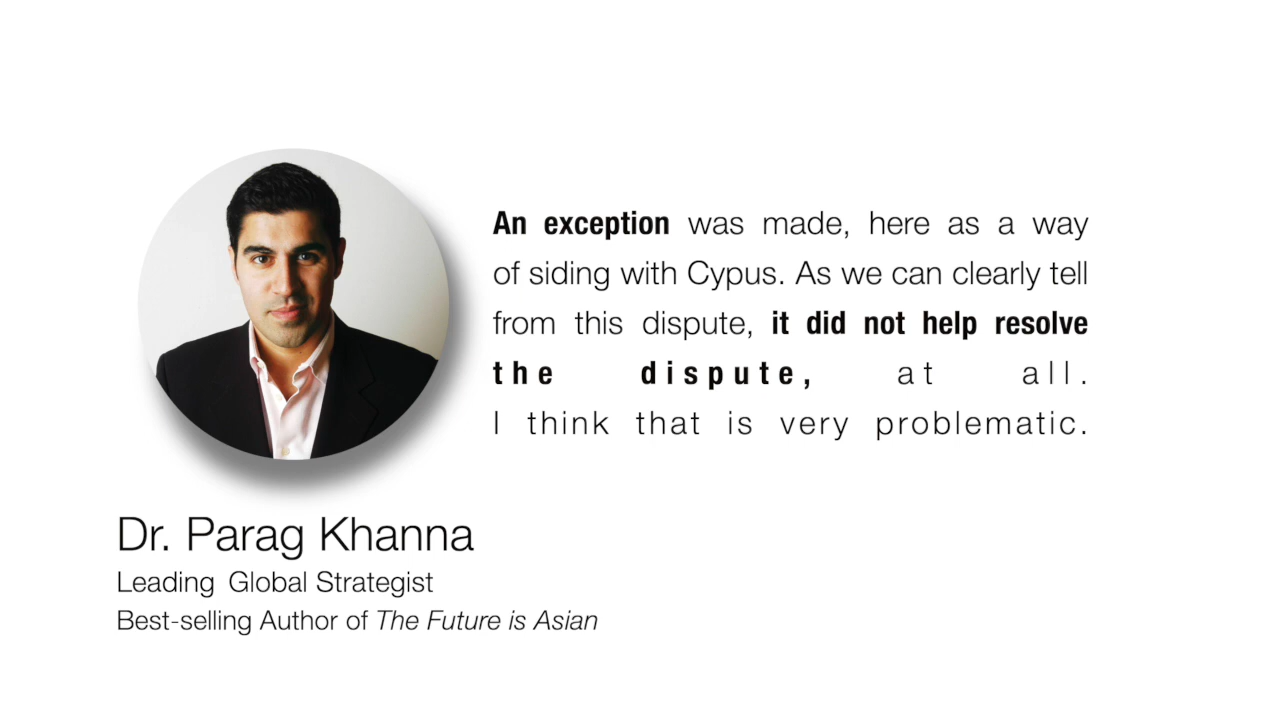 An exception was made, here as a way
of siding with Cypus. As we can clearly tell
from this dispute, it did not help resolve
the dispute, at all.
I think that is very problematic.
Dr. Parag Khanna
Leading Global Strategist
Best-selling Author of The Future is Asian